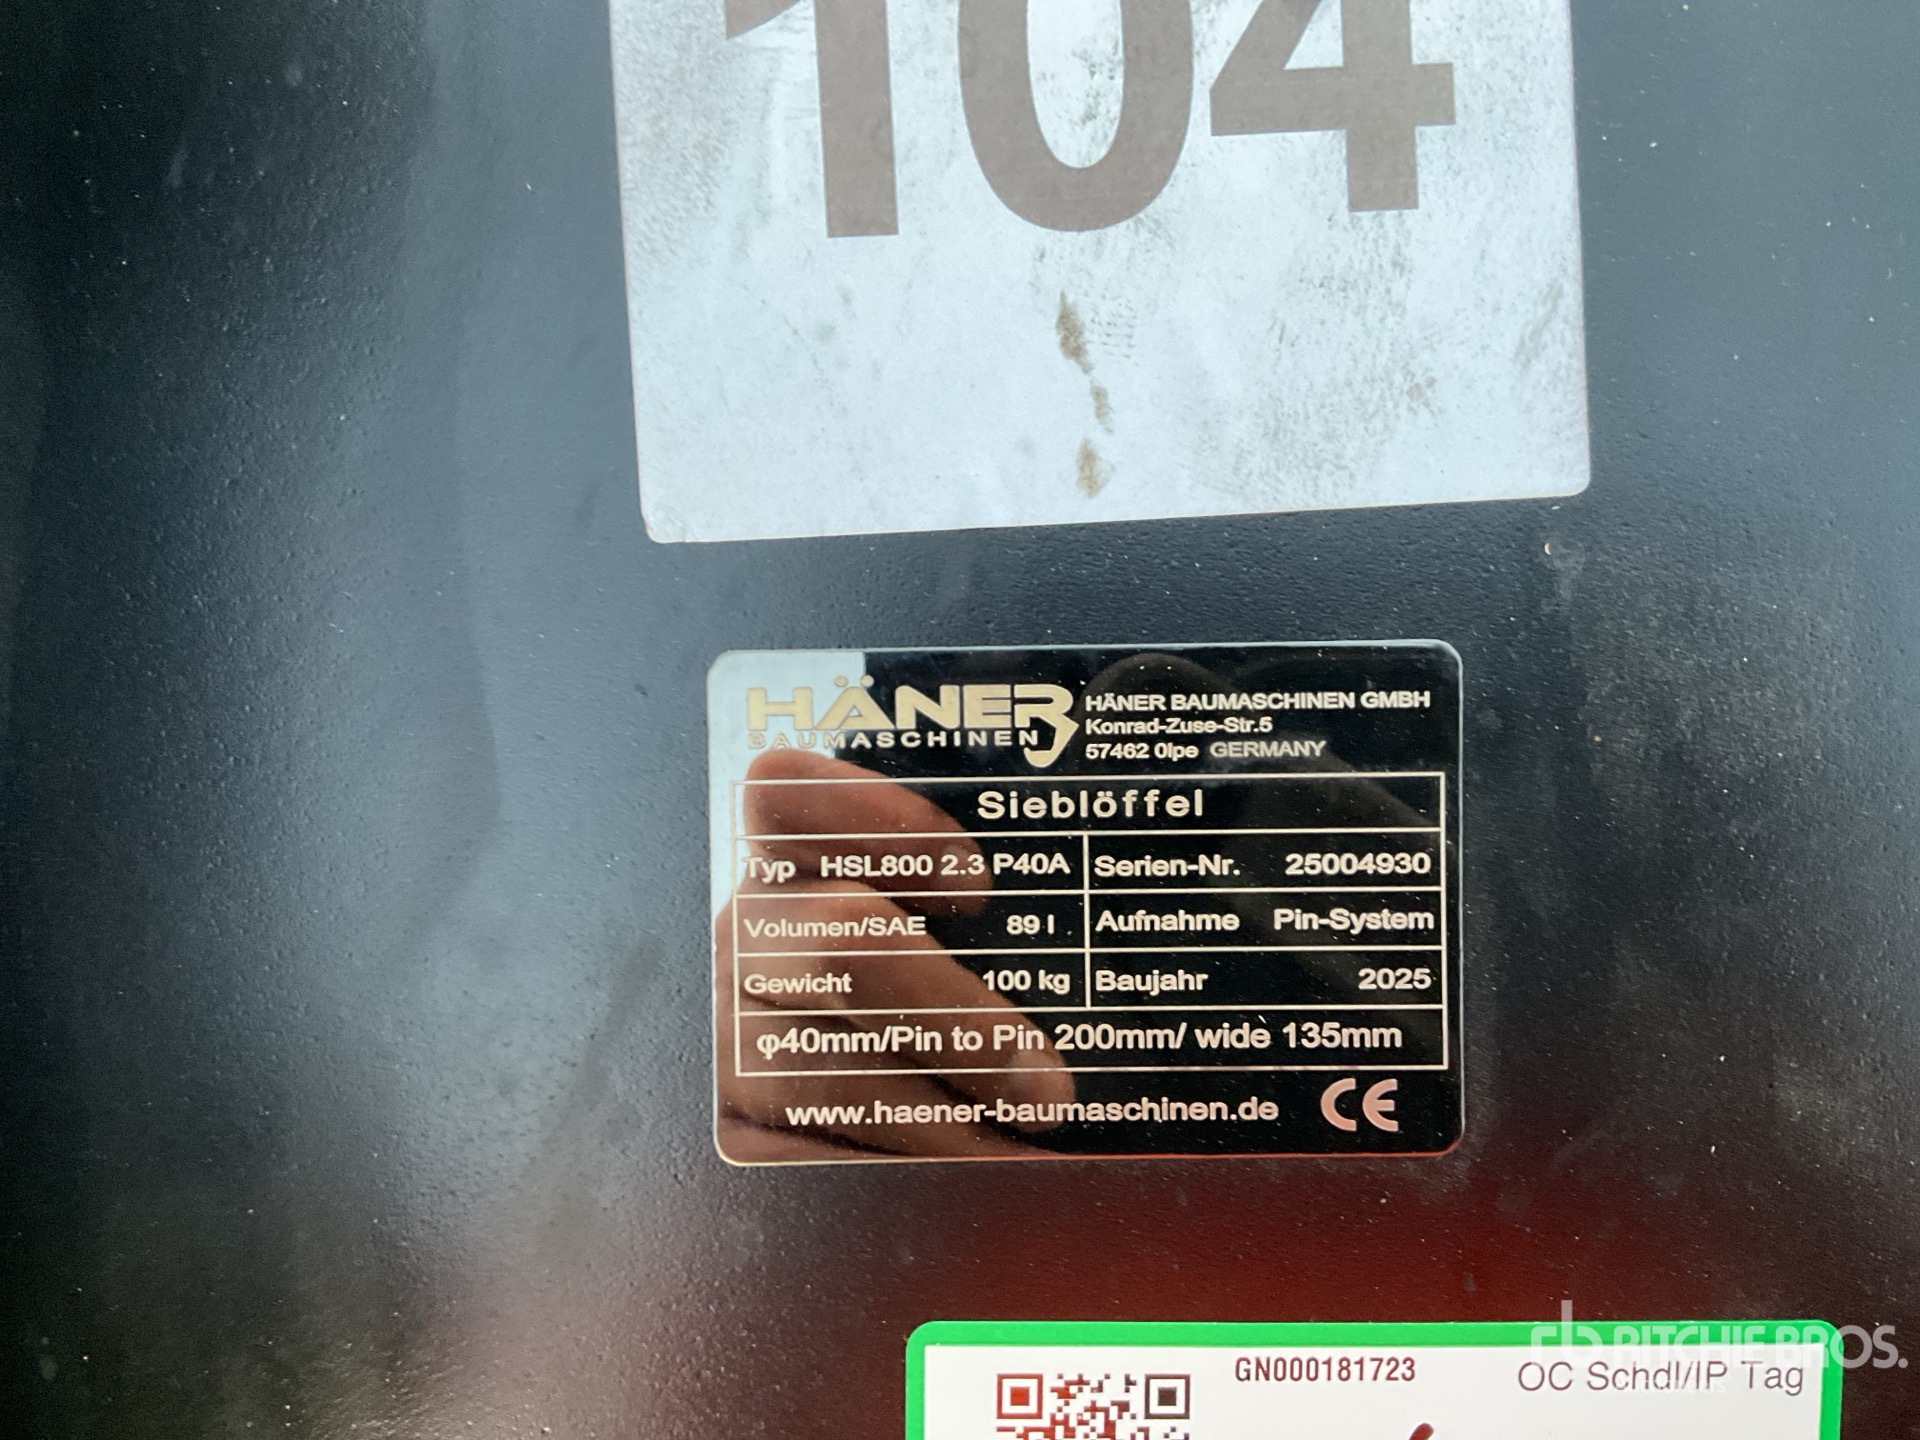 104
HÄNER
BAUMASCHINEN
HÄNER BAUMASCHINEN GMBH
Konrad-Zuse-Str.5
57462 Olpe GERMANY
Sieblöffel
Typ HSL800 2.3 P40A Serien-Nr. 25004930
Volumen/SAE 89 l Aufnahme Pin-System
Gewicht 100 kg Baujahr 2025
φ40mm/Pin to Pin 200mm/ wide 135mm
www.haener-baumaschinen.de CE
GN000181723 OC Schdl/IP Tag
rb RITCHIE BROS.